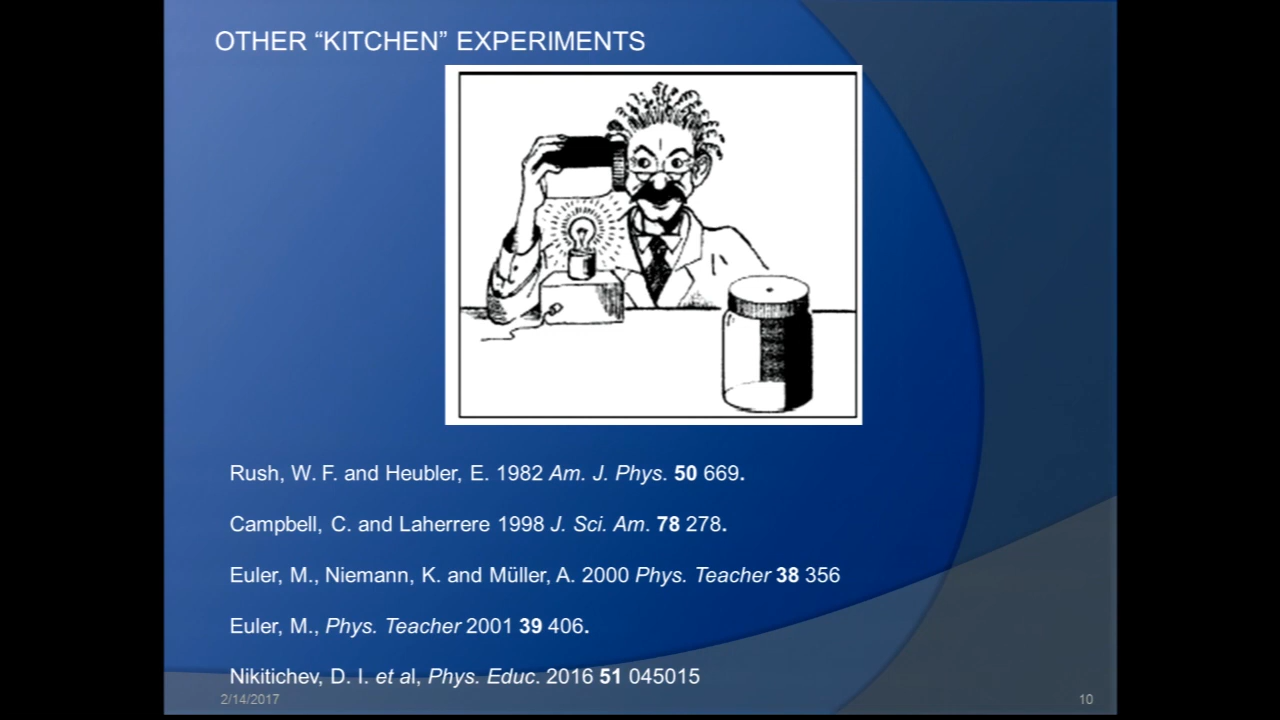 OTHER “KITCHEN” EXPERIMENTS
Rush, W. F. and Heubler, E. 1982 Am. J. Phys. 50 669.
Campbell, C. and Laherrere 1998 J. Sci. Am. 78 278.
Euler, M., Niemann, K. and Müller, A. 2000 Phys. Teacher 38 356
Euler, M., Phys. Teacher 2001 39 406.
Nikitichev, D. I. et al, Phys. Educ. 2016 51 045015
2/14/2017
10